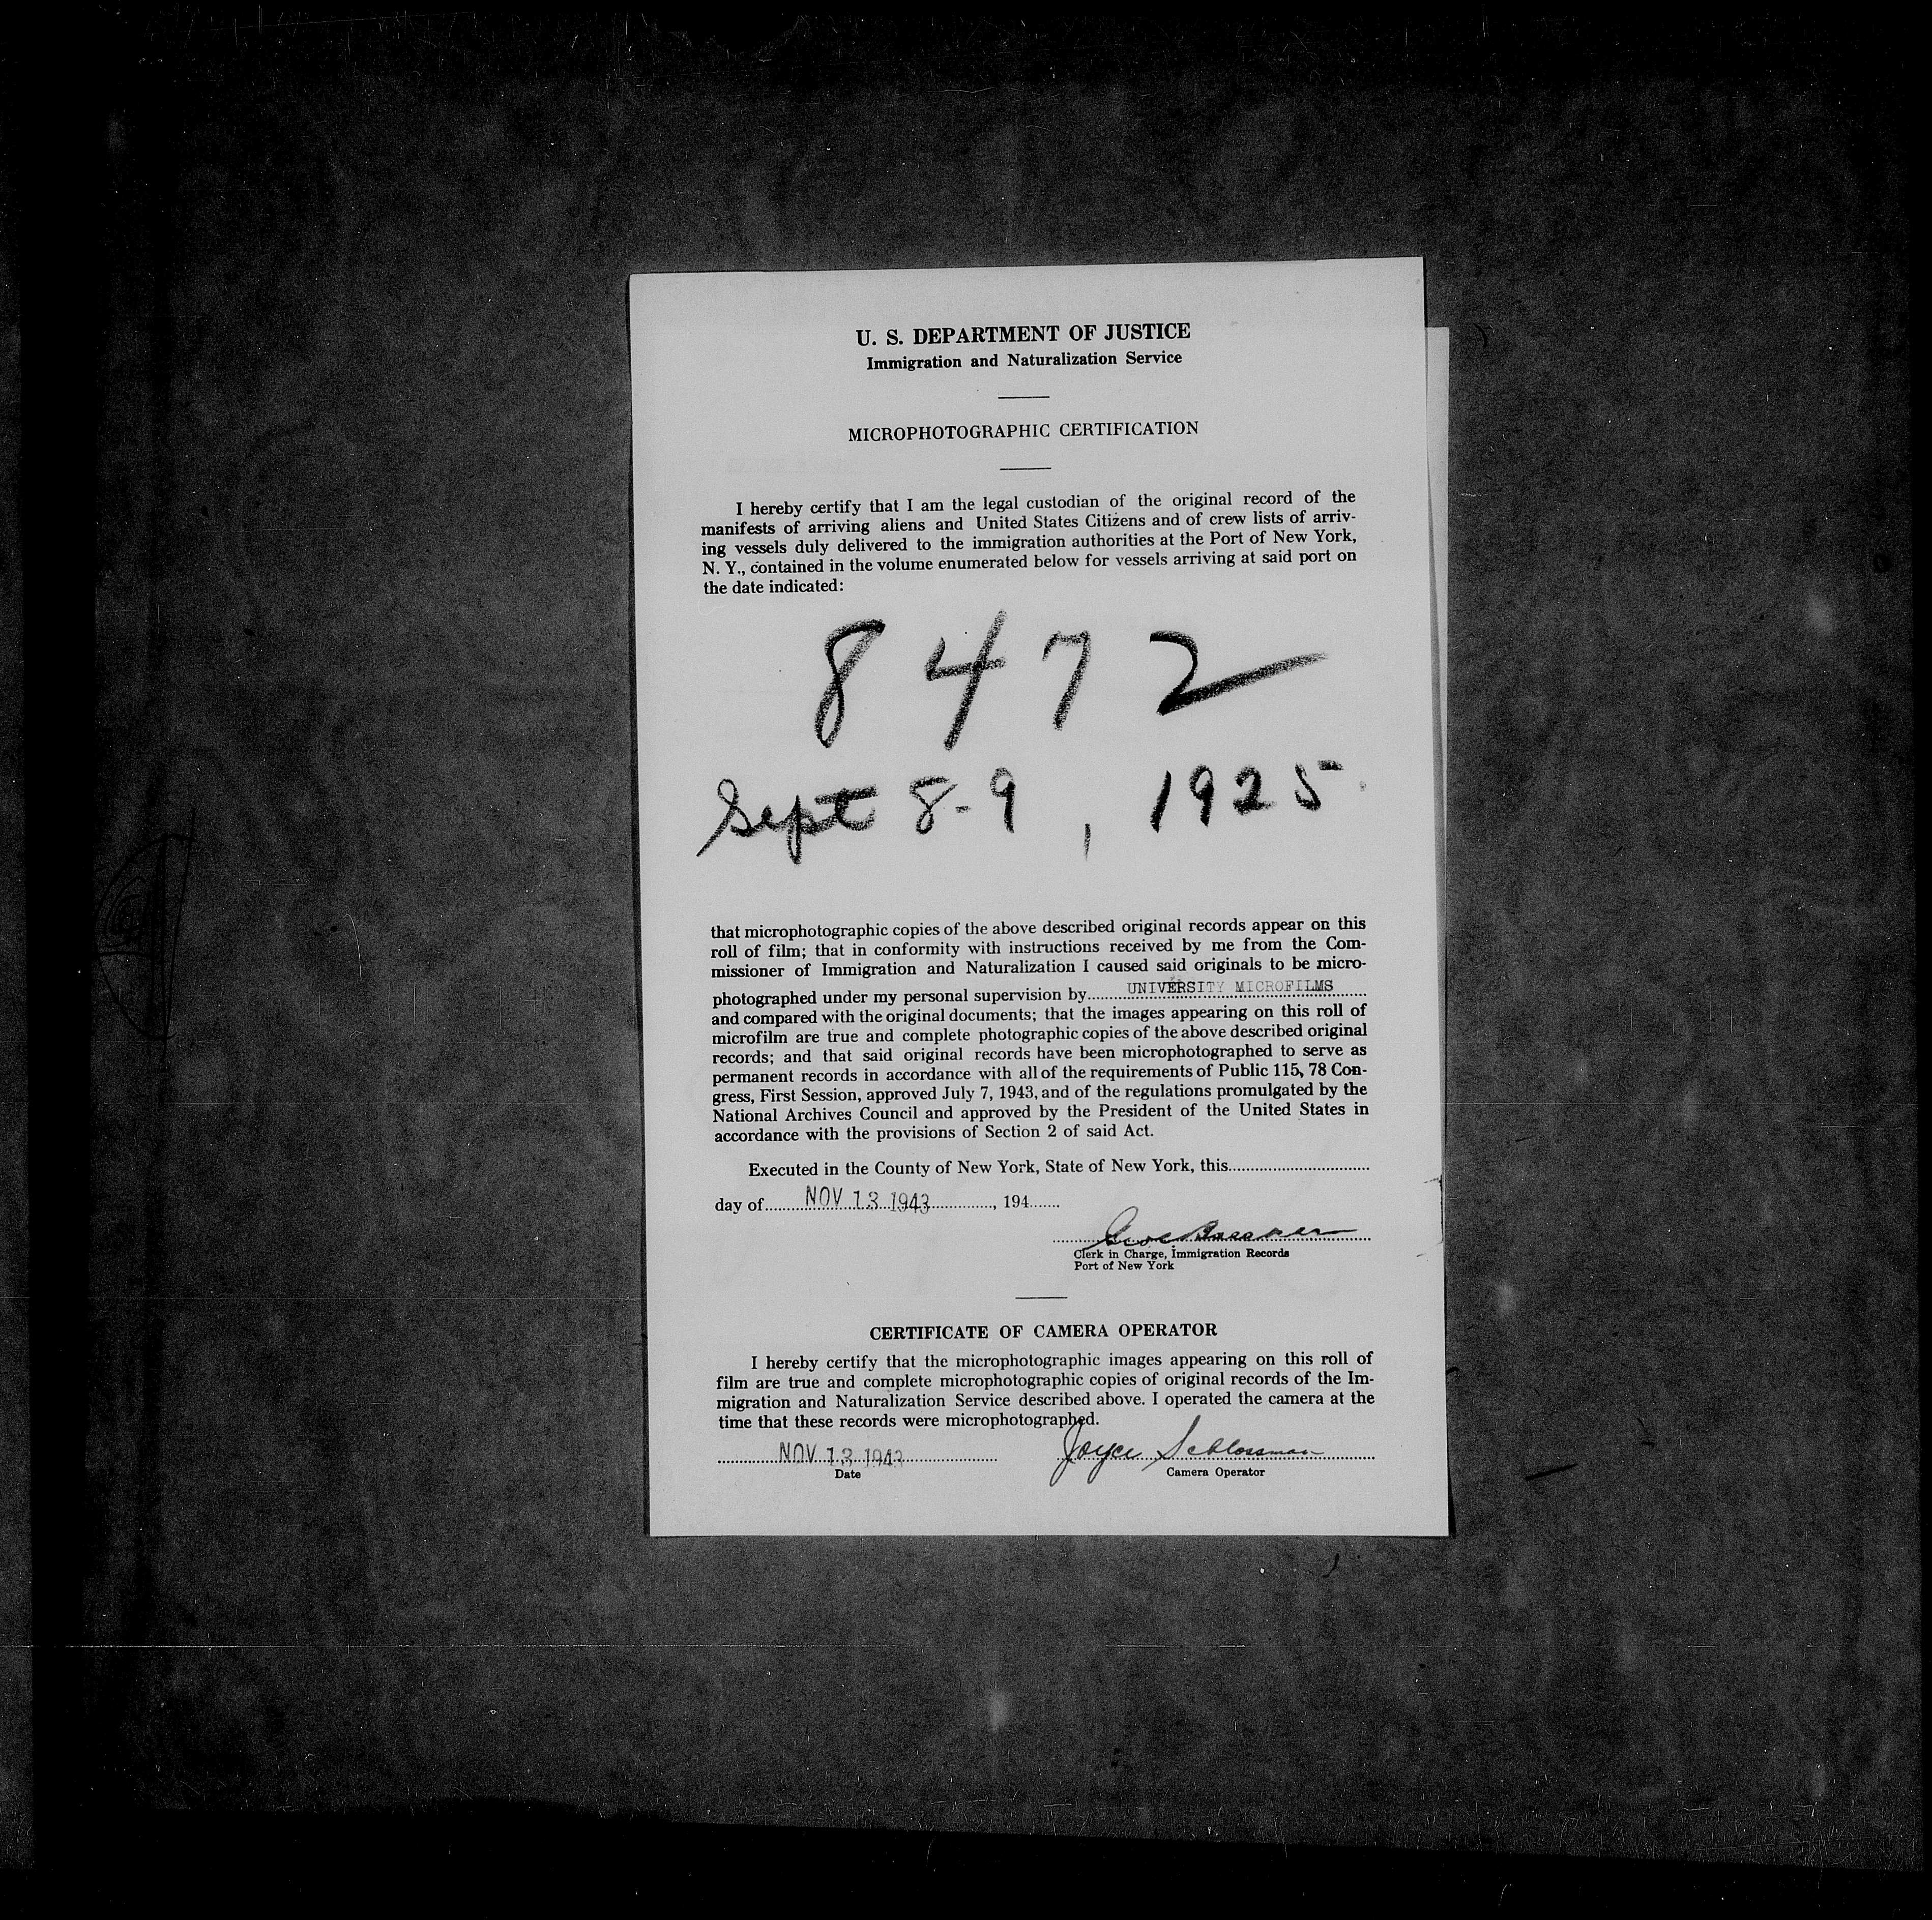 U. S. DEPARTMENT OF JUSTICE
Immigration and Naturalization Service
MICROPHOTOGRAPHIC CERTIFICATION
I hereby certify that I am the legal custodian of the original record of the
manifests of arriving aliens and United States Citizens and of crew lists of arriv-
ing vessels duly delivered to the immigration authorities at the Port of New York,
N. Y., contained in the volume enumerated below for vessels arriving at said port on
the date indicated:
8472
Sept 8-9, 1925
that microphotographic copies of the above described original records appear on this
roll of film; that in conformity with instructions received by me from the Com-
missioner of Immigration and Naturalization I caused said originals to be micro-
photographed under my personal supervision by UNIVERSITY MICROFILMS
and compared with the original documents; that the images appearing on this roll of
microfilm are true and complete photographic copies of the above described original
records; and that said original records have been microphotographed to serve as
permanent records in accordance with all of the requirements of Public 115, 78 Con-
gress, First Session, approved July 7, 1943, and of the regulations promulgated by the
National Archives Council and approved by the President of the United States in
accordance with the provisions of Section 2 of said Act.
Executed in the County of New York, State of New York, this
day of NOV 13 1943, 194
Clerk in Charge, Immigration Records
Port of New York
CERTIFICATE OF CAMERA OPERATOR
I hereby certify that the microphotographic images appearing on this roll of
film are true and complete microphotographic copies of original records of the Im-
migration and Naturalization Service described above. I operated the camera at the
time that these records were microphotographed.
NOV 13 1943 Joyce Schlossman
Date Camera Operator